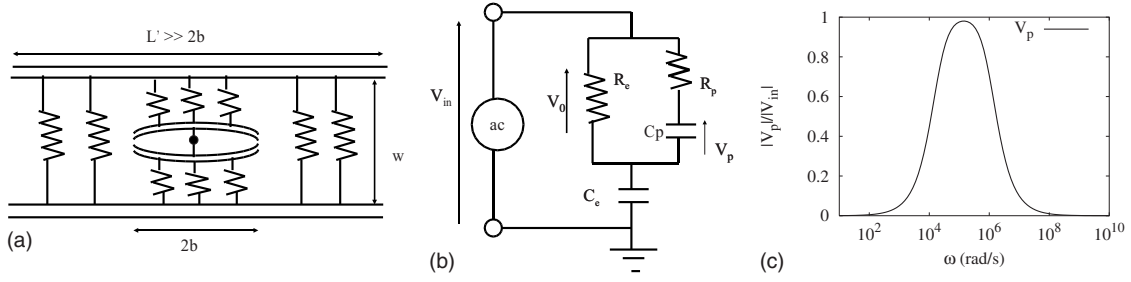 L' >> 2b
w
2b
(a)
V_in
ac
V_0
R_e
R_p
C_p
V_p
C_e
(b)
|V_p|/|V_in|
1
0.8
0.6
0.4
0.2
0
V_p
10^2
10^4
10^6
10^8
10^10
ω (rad/s)
(c)